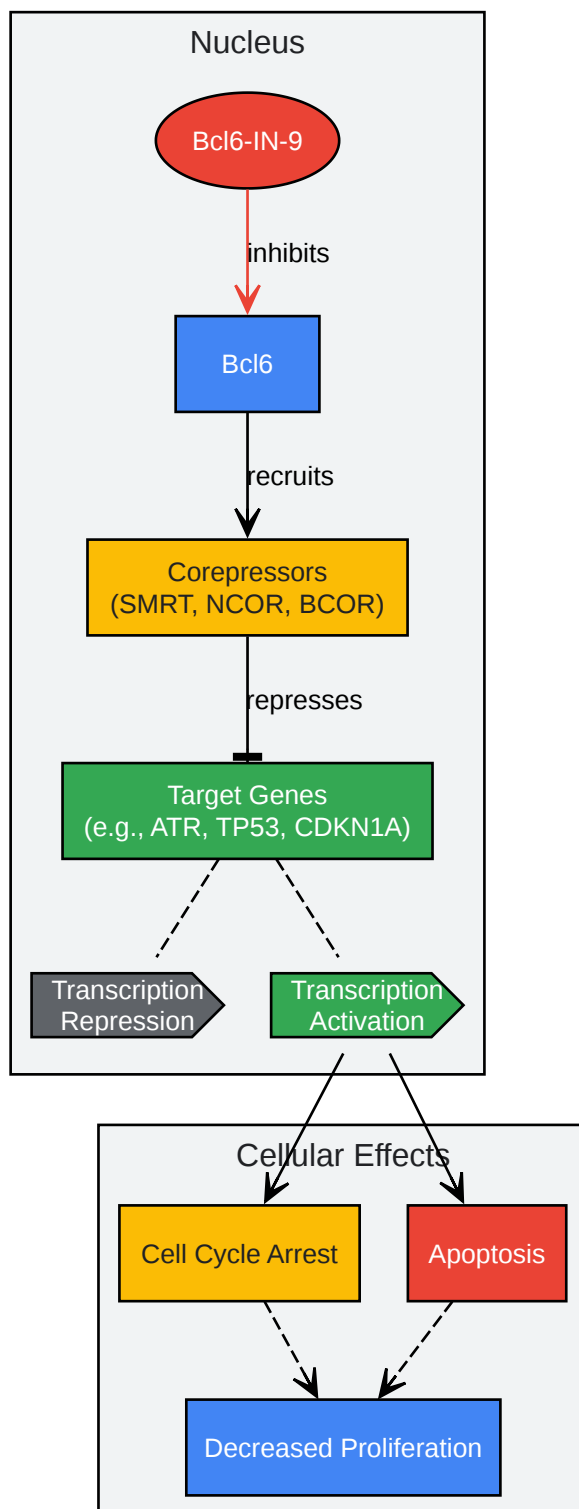 Nucleus
Bcl6-IN-9
inhibits
Bcl6
recruits
Corepressors
(SMRT, NCOR, BCOR)
represses
Target Genes
(e.g., ATR, TP53, CDKN1A)
Transcription
Repression
Transcription
Activation
Cellular Effects
Cell Cycle Arrest
Apoptosis
Decreased Proliferation